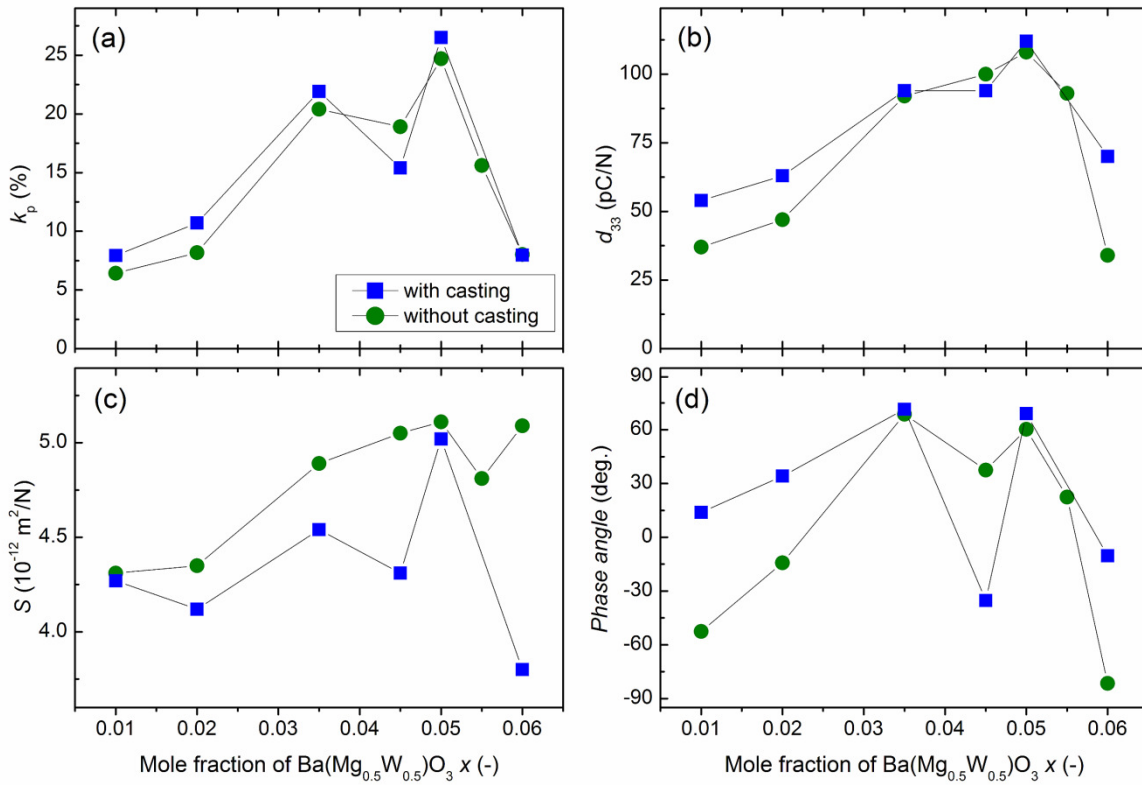 (a)
25
20
15
10
5
0
kp (%)
with casting
without casting
(b)
100
75
50
25
0
d33 (pC/N)
(c)
5.0
4.5
4.0
S (10-12 m2/N)
0.01 0.02 0.03 0.04 0.05 0.06
Mole fraction of Ba(Mg0.5W0.5)O3 x (-)
(d)
90
60
30
0
-30
-60
-90
Phase angle (deg.)
0.01 0.02 0.03 0.04 0.05 0.06
Mole fraction of Ba(Mg0.5W0.5)O3 x (-)